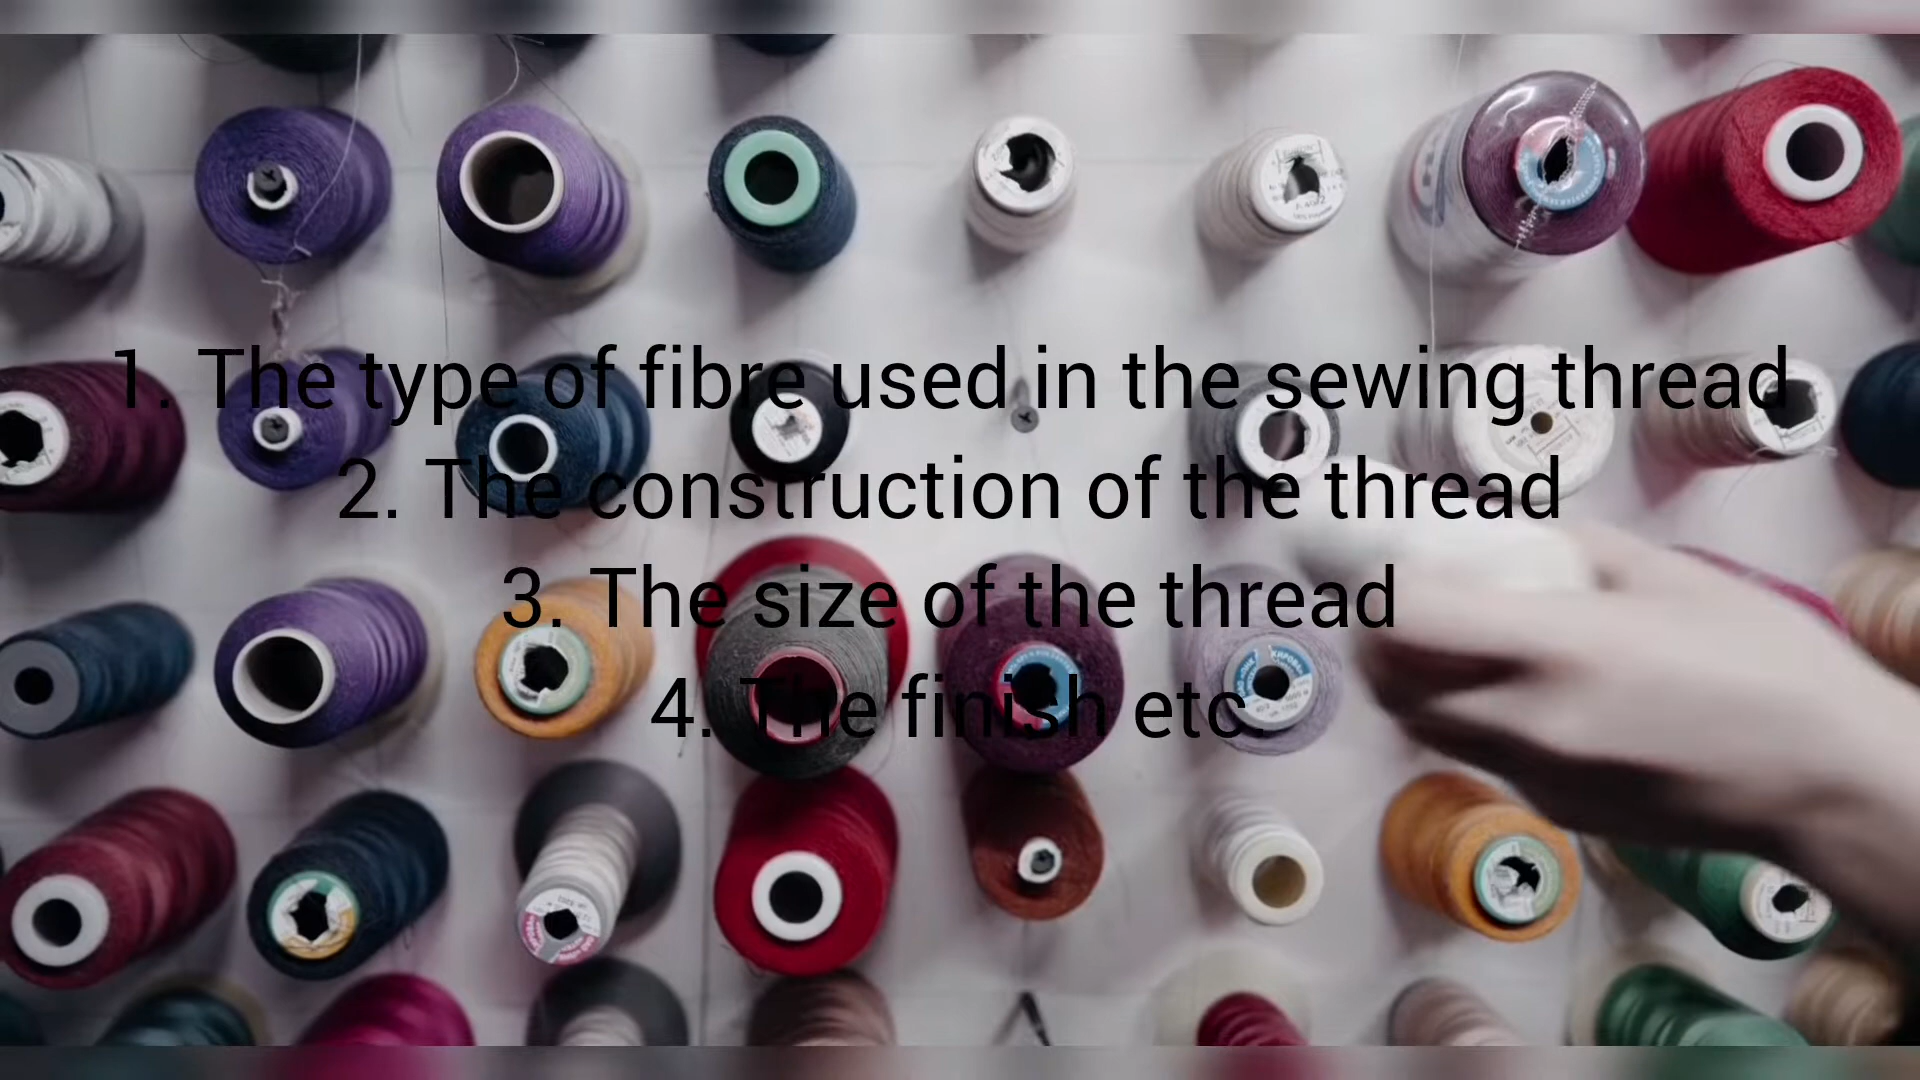 1. The type of fibre used in the sewing thread
2. The construction of the thread
3. The size of the thread
4. The finish etc.